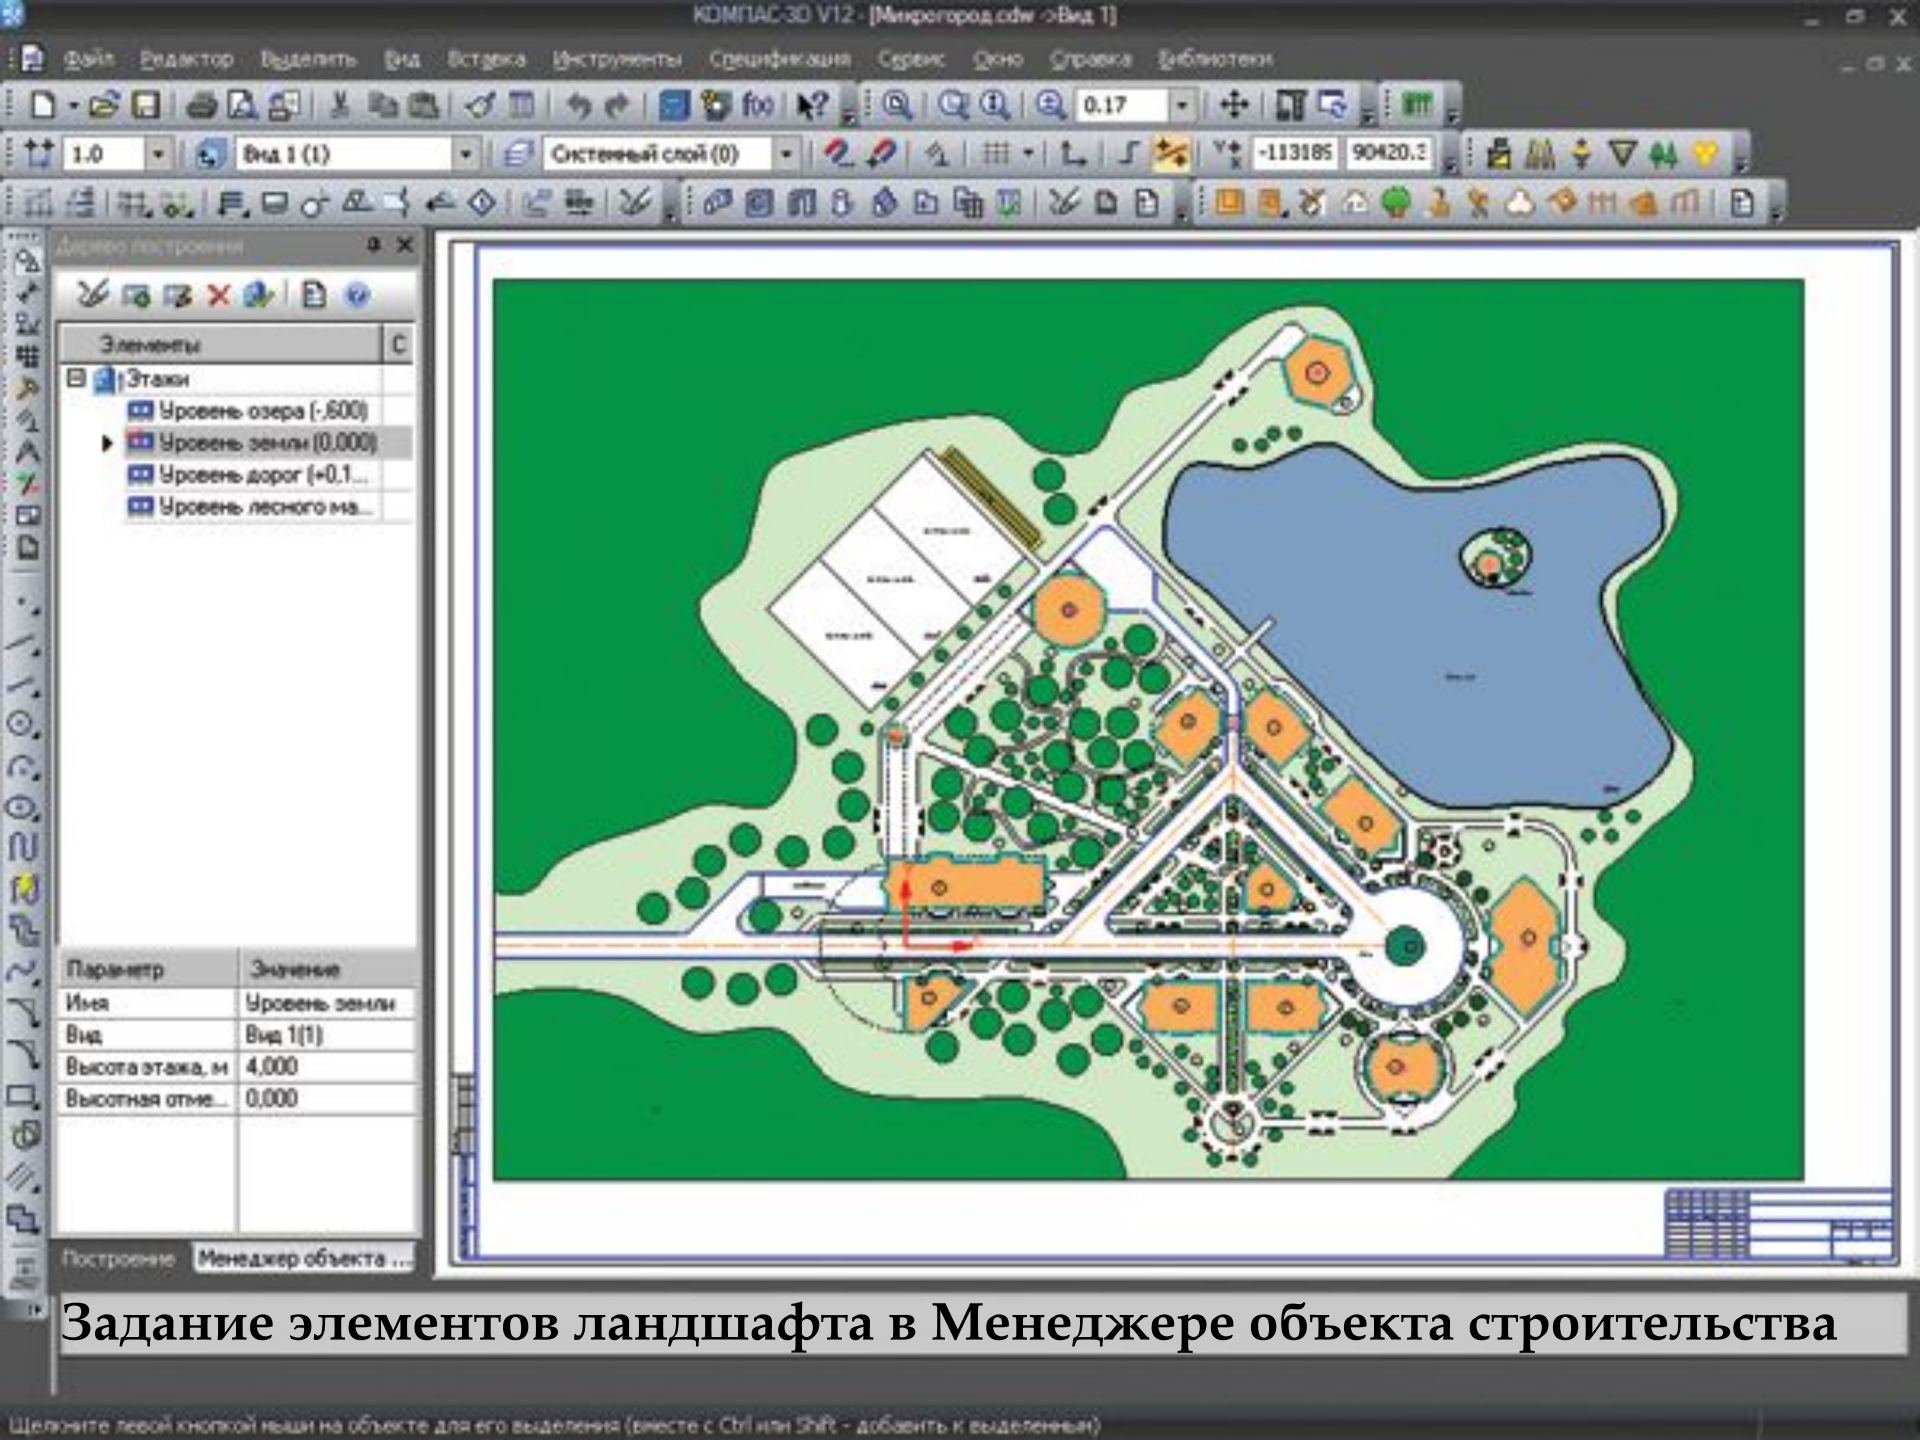 КОМПАС-3D V12 - [Микрогород.cdw ->Вид 1]
Файл Редактор Выделить Вид Вставка Инструменты Спецификация Сервис Окно Справка Библиотеки
f(x) 0.17
1.0 Вид 1 (1) Системный слой (0) -113185 90420.2
Дерево построения
Элементы С
Этажи
Уровень озера (-,600)
Уровень земли (0,000)
Уровень дорог (+0,1...
Уровень лесного ма...
Параметр Значение
Имя Уровень земли
Вид Вид 1(1)
Высота этажа, м 4,000
Высотная отме... 0,000
Построение Менеджер объекта ...
Задание элементов ландшафта в Менеджере объекта строительства
Щелкните левой кнопкой мыши на объекте для его выделения (вместе с Ctrl или Shift - добавить к выделенным)